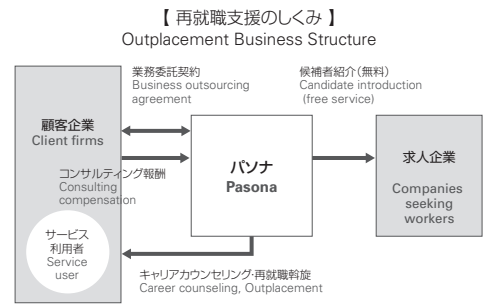 【 再就職支援のしくみ 】
Outplacement Business Structure
業務委託契約
Business outsourcing
agreement
候補者紹介（無料）
Candidate introduction
(free service)
顧客企業
Client firms
パソナ
Pasona
求人企業
Companies
seeking
workers
コンサルティング報酬
Consulting
compensation
サービス
利用者
Service
user
キャリアカウンセリング・再就職斡旋
Career counseling, Outplacement